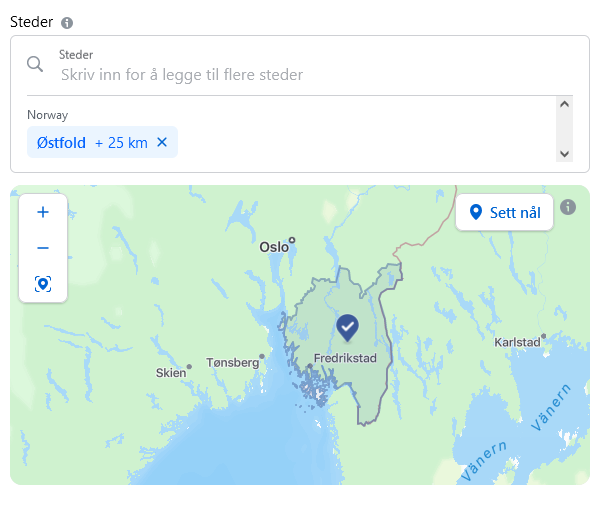 Steder
Steder
Skriv inn for å legge til flere steder
Norway
Østfold + 25 km ×
+
Sett nål
−
Oslo
Karlstad
Fredrikstad
Tønsberg
Skien
Vänern
Vänern